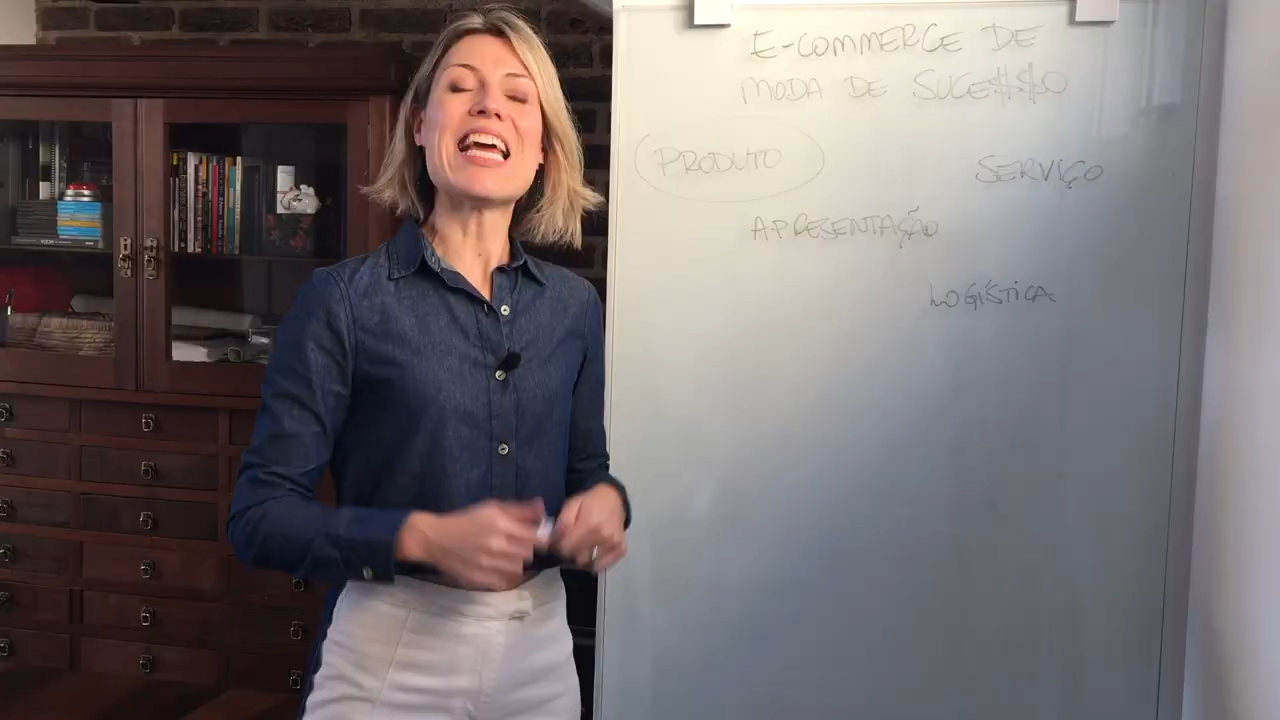 E-COMMERCE DE
MODA DE SUCE$$$O
PRODUTO
SERVIÇO
APRESENTAÇÃO
LOGÍSTICA